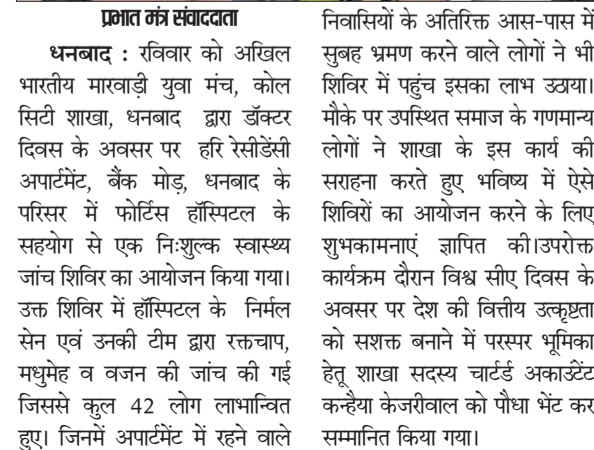 प्रभात मंत्र संवाददाता
धनबाद : रविवार को अखिल
भारतीय मारवाड़ी युवा मंच, कोल
सिटी शाखा, धनबाद द्वारा डॉक्टर
दिवस के अवसर पर हरि रेसीडेंसी
अपार्टमेंट, बैंक मोड़, धनबाद के
परिसर में फोर्टिस हॉस्पिटल के
सहयोग से एक निःशुल्क स्वास्थ्य
जांच शिविर का आयोजन किया गया।
उक्त शिविर में हॉस्पिटल के निर्मल
सेन एवं उनकी टीम द्वारा रक्तचाप,
मधुमेह व वजन की जांच की गई
जिससे कुल 42 लोग लाभान्वित
हुए। जिनमें अपार्टमेंट में रहने वाले
निवासियों के अतिरिक्त आस-पास में
सुबह भ्रमण करने वाले लोगों ने भी
शिविर में पहुंच इसका लाभ उठाया।
मौके पर उपस्थित समाज के गणमान्य
लोगों ने शाखा के इस कार्य की
सराहना करते हुए भविष्य में ऐसे
शिविरों का आयोजन करने के लिए
शुभकामनाएं ज्ञापित की।उपरोक्त
कार्यक्रम दौरान विश्व सीए दिवस के
अवसर पर देश की वित्तीय उत्कृष्टता
को सशक्त बनाने में परस्पर भूमिका
हेतू शाखा सदस्य चार्टर्ड अकाउंटेंट
कन्हैया केजरीवाल को पौधा भेंट कर
सम्मानित किया गया।